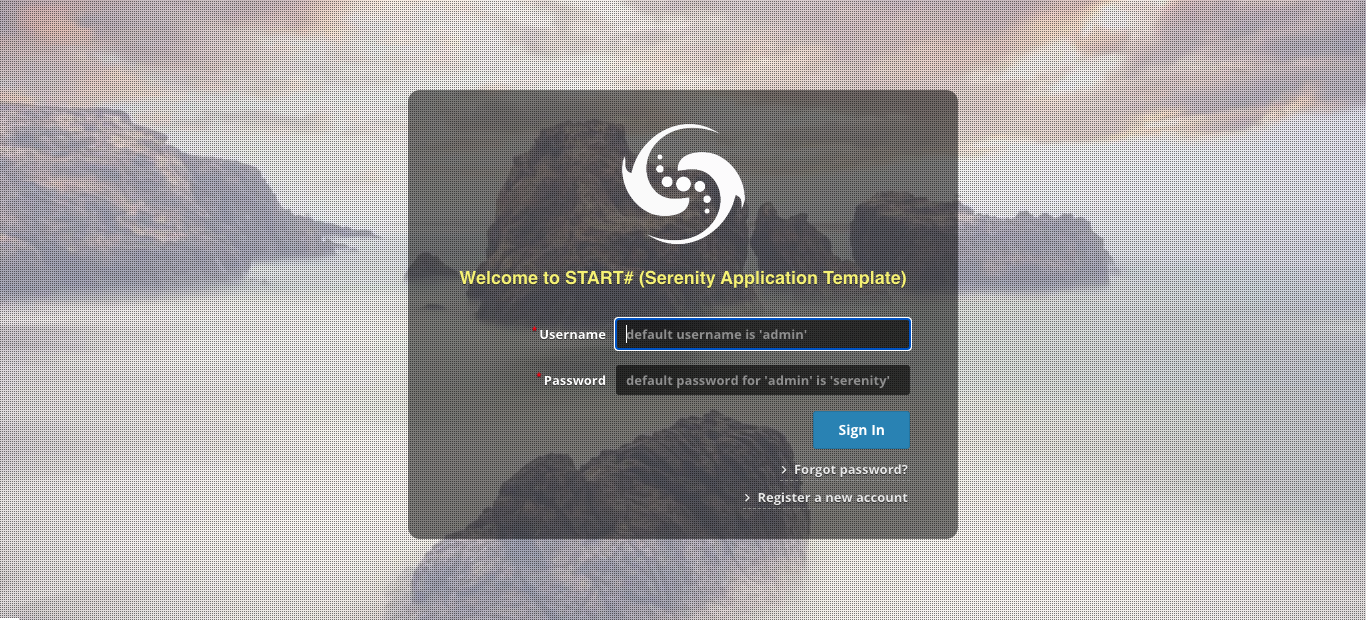 Welcome to START# (Serenity Application Template)
*Username
default username is 'admin'
*Password
default password for 'admin' is 'serenity'
Sign In
> Forgot password?
> Register a new account